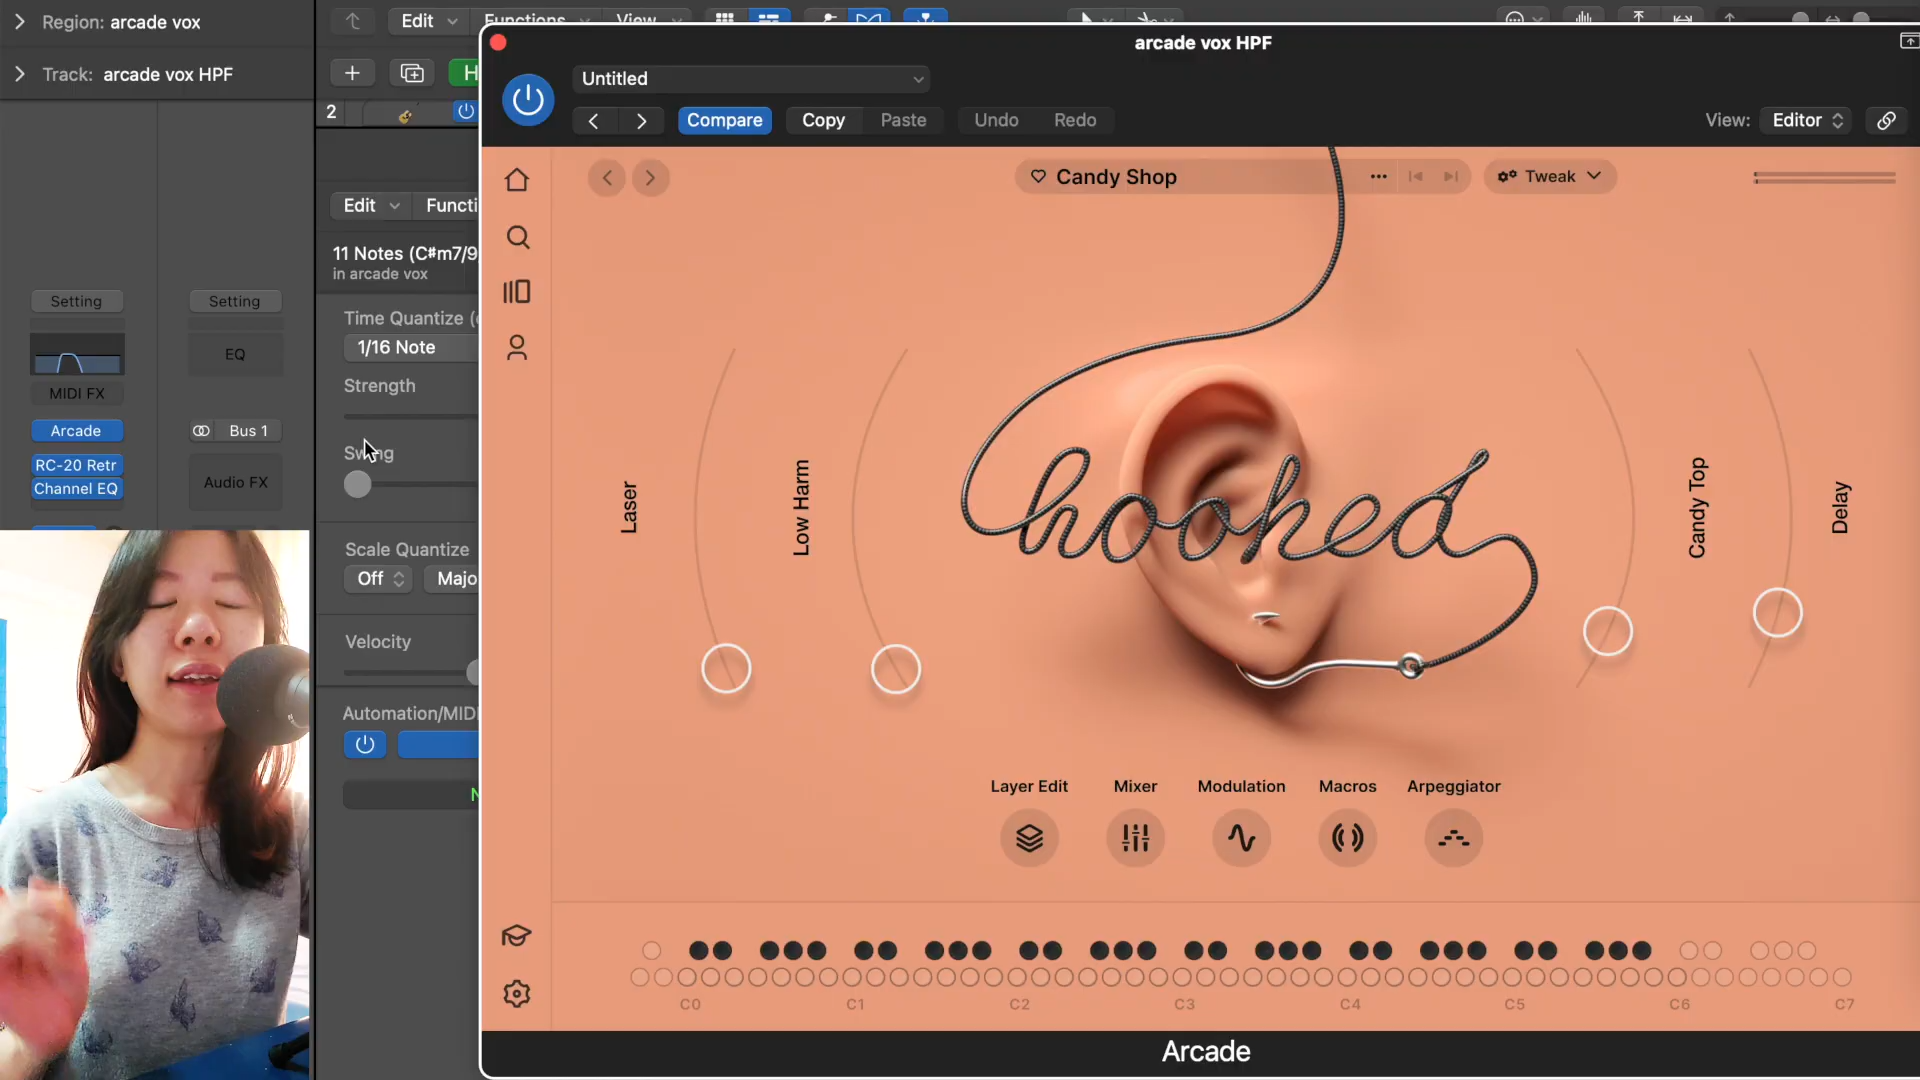 Region: arcade vox
Track: arcade vox HPF
Edit
Functions
View
H
2
arcade vox HPF
Untitled
Compare
Copy
Paste
Undo
Redo
View:
Editor
Candy Shop
Tweak
Edit
Functi
11 Notes (C#m7/9
in arcade vox
Setting
Setting
Time Quantize (
1/16 Note
EQ
Strength
MIDI FX
Arcade
Bus 1
Swing
RC-20 Retr
Channel EQ
Audio FX
Scale Quantize
Off
Majo
Velocity
Automation/MIDI
N
Laser
Low Harm
hooked
Candy Top
Delay
Layer Edit
Mixer
Modulation
Macros
Arpeggiator
C0
C1
C2
C3
C4
C5
C6
C7
Arcade